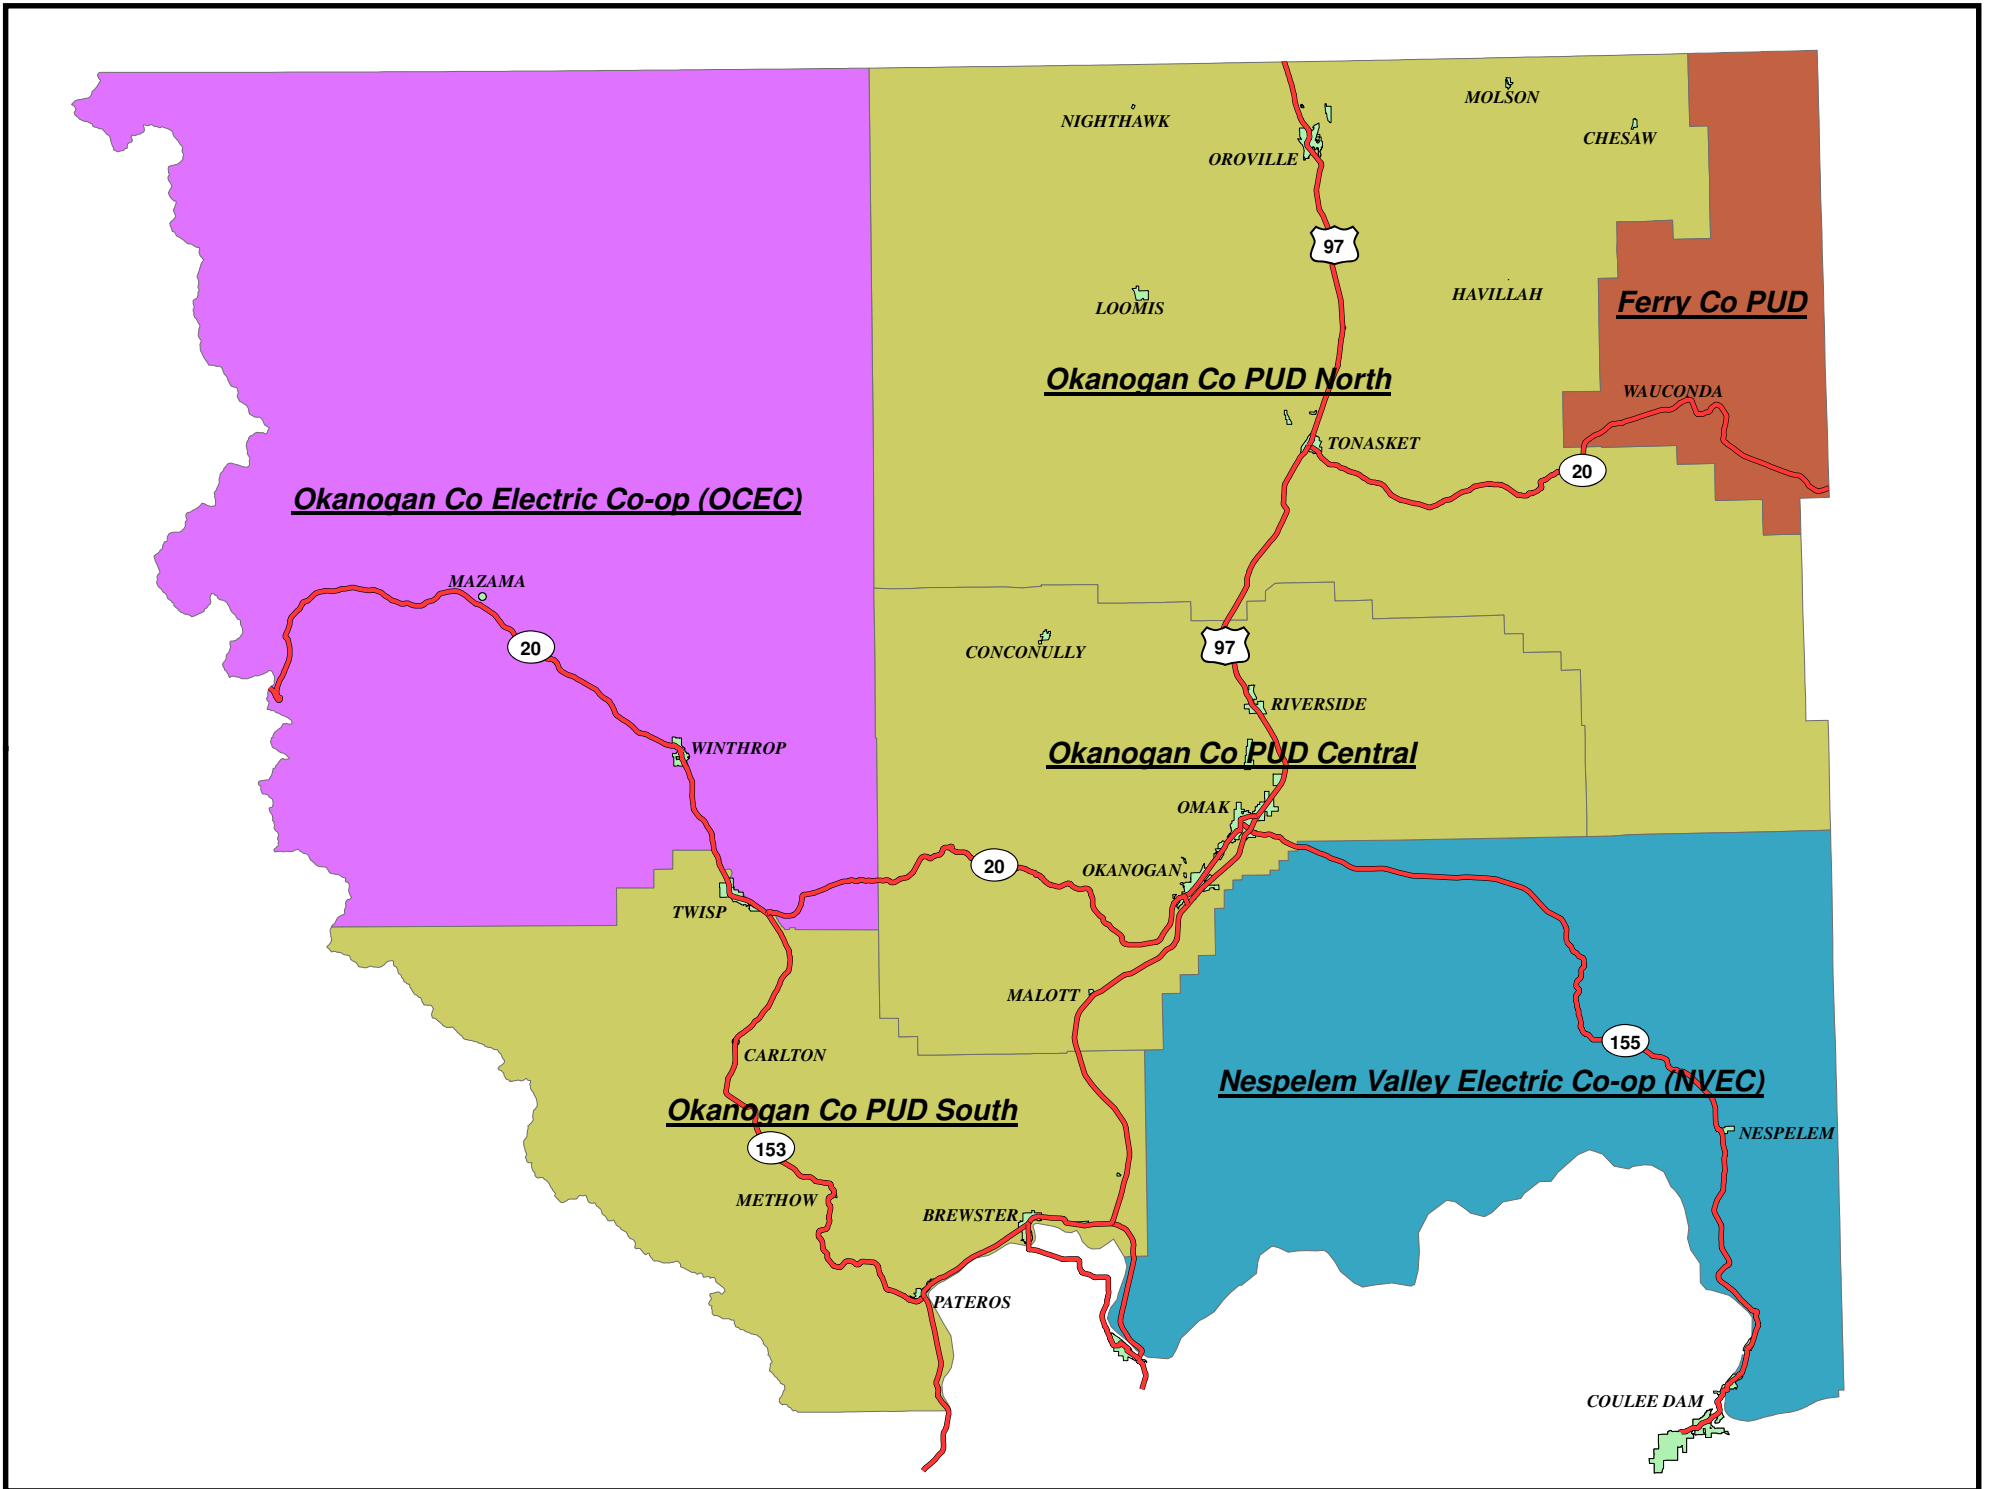 MOLSON
NIGHTHAWK
CHESAW
OROVILLE
97
HAVILLAH
LOOMIS
Ferry Co PUD
Okanogan Co PUD North
WAUCONDA
TONASKET
20
Okanogan Co Electric Co-op (OCEC)
MAZAMA
20
97
CONCONULLY
RIVERSIDE
WINTHROP
Okanogan Co PUD Central
OMAK
20
OKANOGAN
TWISP
MALOTT
155
CARLTON
Nespelem Valley Electric Co-op (NVEC)
Okanogan Co PUD South
NESPELEM
153
METHOW
BREWSTER
PATEROS
COULEE DAM